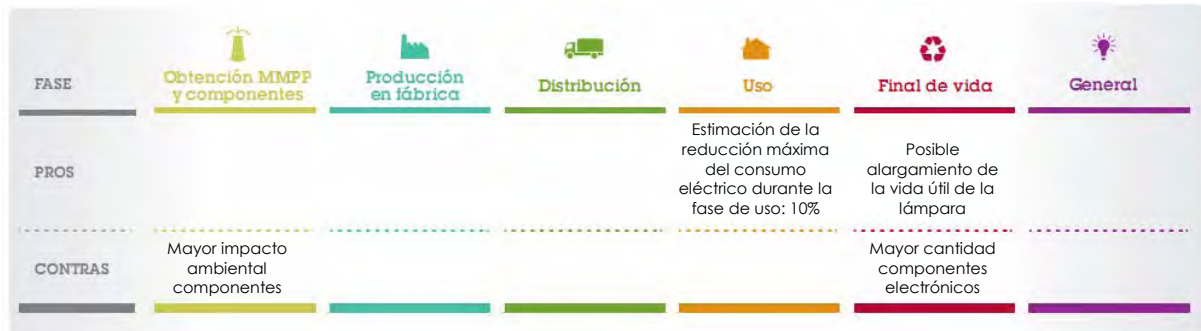 FASE
Obtención MMPP
y componentes
Producción
en fábrica
Distribución
Uso
Final de vida
General
PROS
Estimación de la
reducción máxima
del consumo
eléctrico durante la
fase de uso: 10%
Posible
alargamiento de
la vida útil de la
lámpara
CONTRAS
Mayor impacto
ambiental
componentes
Mayor cantidad
componentes
electrónicos